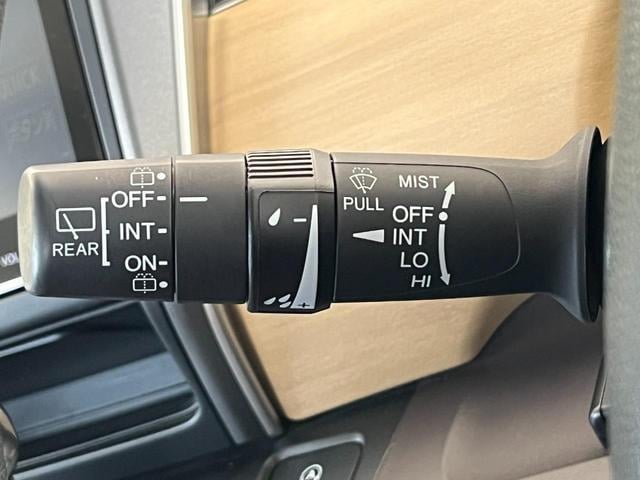 OFF
INT
ON
REAR
PULL
MIST
OFF
INT
LO
HI